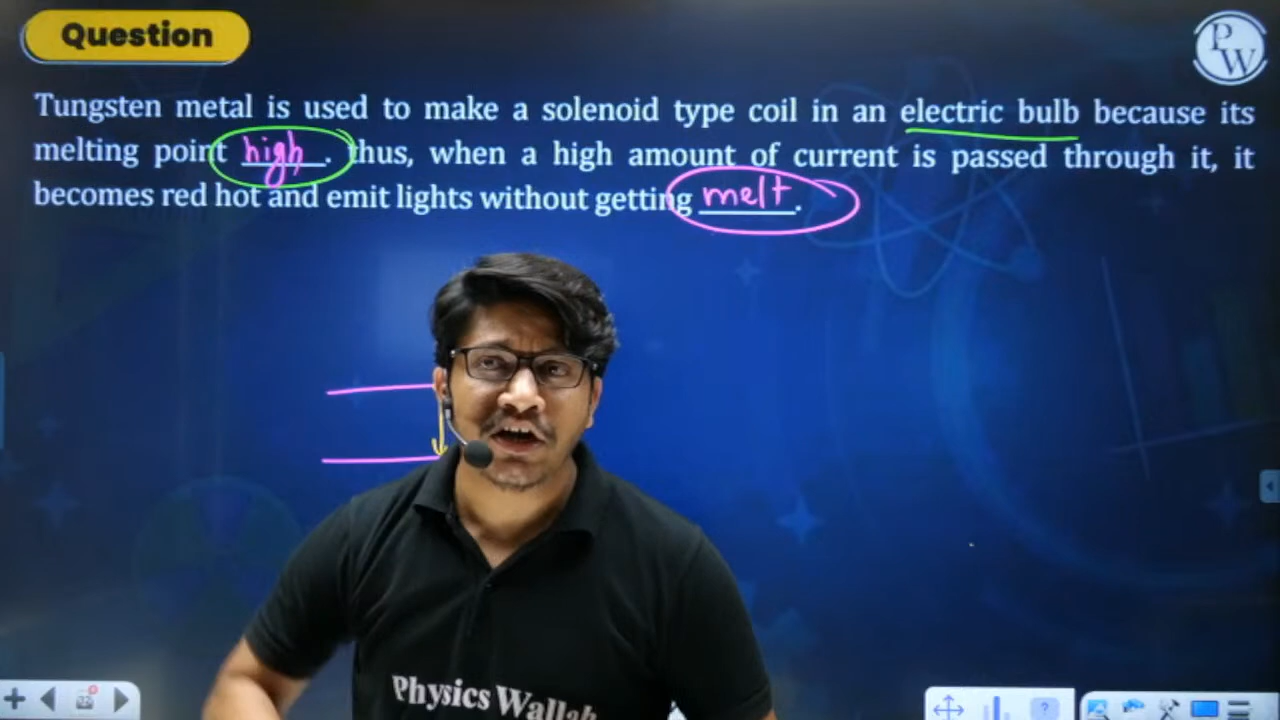 Question
PW
Tungsten metal is used to make a solenoid type coil in an electric bulb because its
melting point high. thus, when a high amount of current is passed through it, it
becomes red hot and emit lights without getting melt.
Physics Wallah